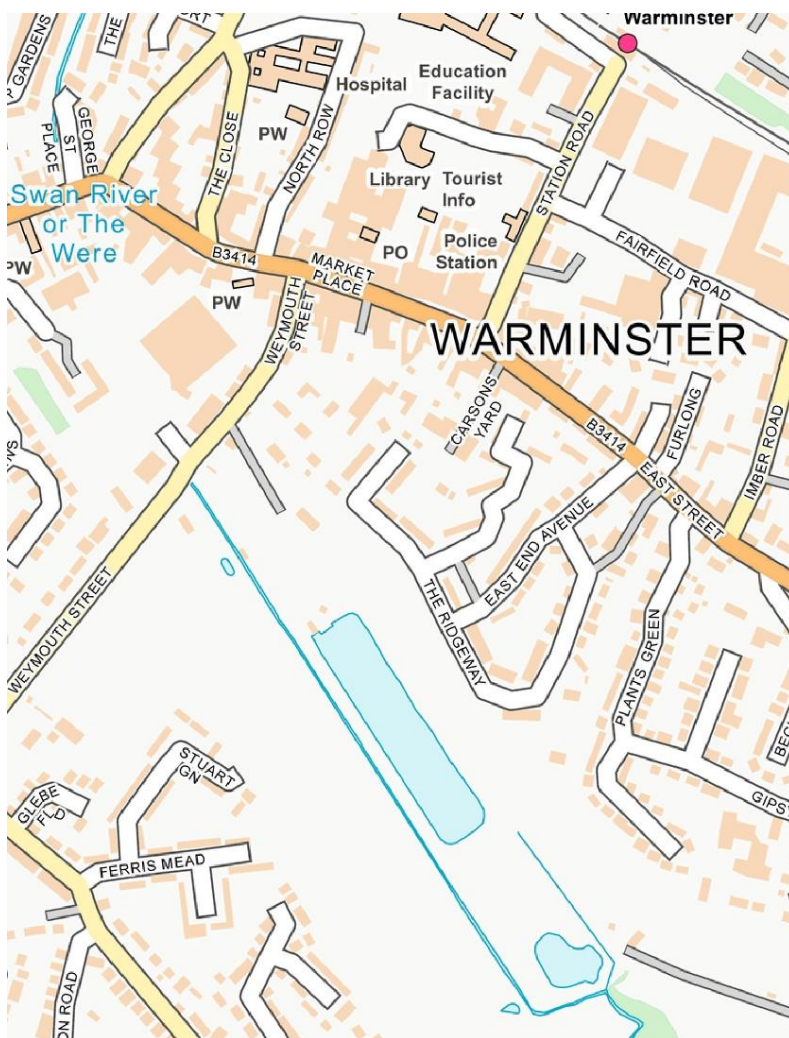 Warminster
GARDENS
THE
GEORGE
ST
PLACE
THE CLOSE
NORTH ROW
PW
Hospital
Education
Facility
STATION ROAD
Library
Tourist
Info
Swan River
or The
Were
PW
B3414
PW
MARKET
PLACE
PO
Police
Station
FAIRFIELD ROAD
WEYMOUTH
STREET
WARMINSTER
CARSONS
YARD
B3414
FURLONG
EAST STREET
IMBER ROAD
EAST END AVENUE
THE RIDGEWAY
WEYMOUTH STREET
PLANTS GREEN
STUART
GN
GLEBE
FLD
FERRIS MEAD
GIPSY
ON ROAD